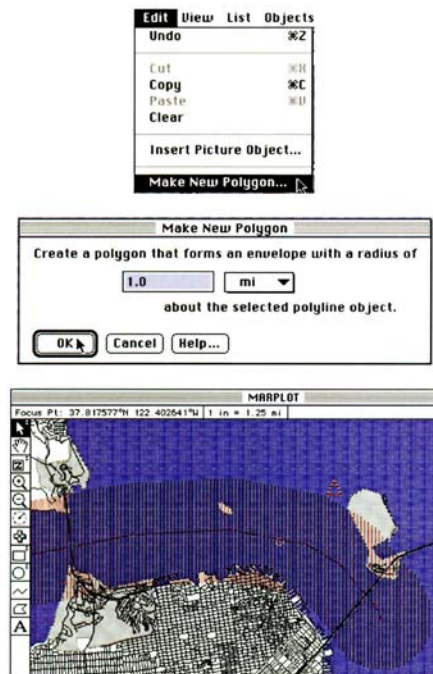 Edit View List Objects
Undo ⌘Z
Cut ⌘X
Copy ⌘C
Paste ⌘V
Clear
Insert Picture Object...
Make New Polygon...
Make New Polygon
Create a polygon that forms an envelope with a radius of
1.0 mi
about the selected polyline object.
OK Cancel Help...
MARPLOT
Focus Pt: 37.817577°N 122.402641°W 1 in = 1.25 mi
A